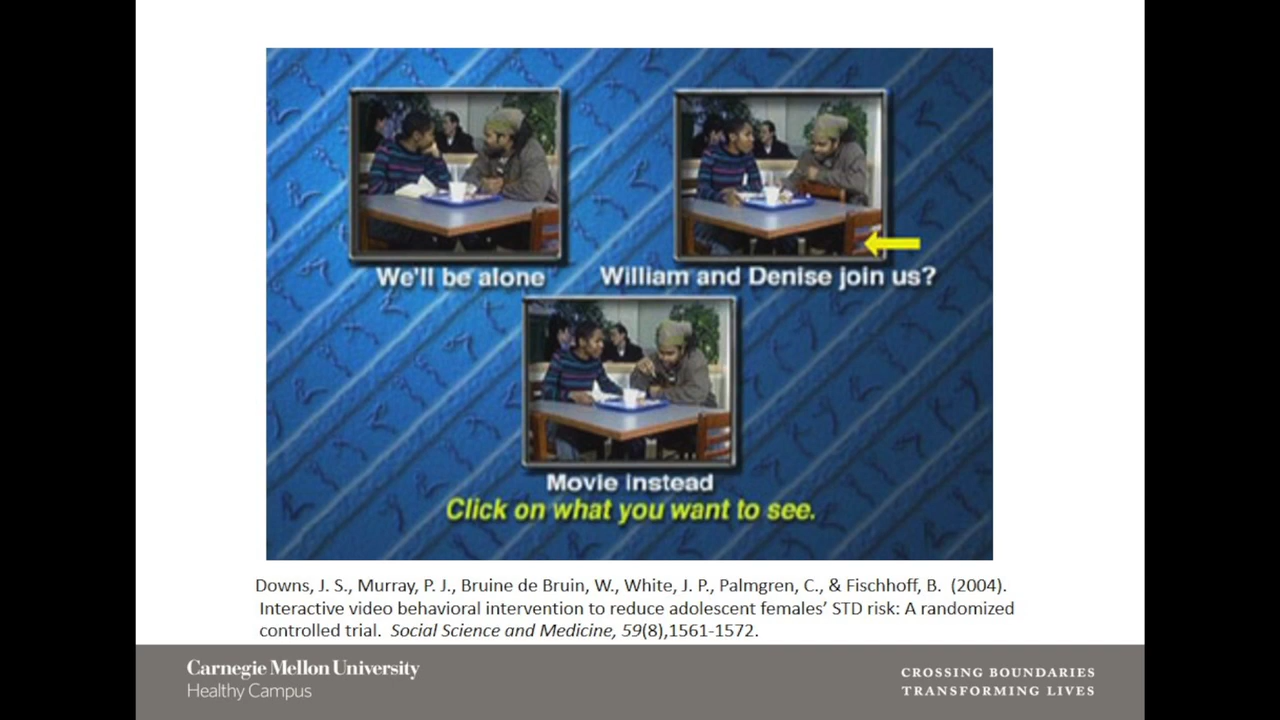 We'll be alone
William and Denise join us?
Movie instead
Click on what you want to see.
Downs, J. S., Murray, P. J., Bruine de Bruin, W., White, J. P., Palmgren, C., & Fischhoff, B. (2004).
Interactive video behavioral intervention to reduce adolescent females’ STD risk: A randomized
controlled trial. Social Science and Medicine, 59(8),1561-1572.
Carnegie Mellon University
Healthy Campus
CROSSING BOUNDARIES
TRANSFORMING LIVES